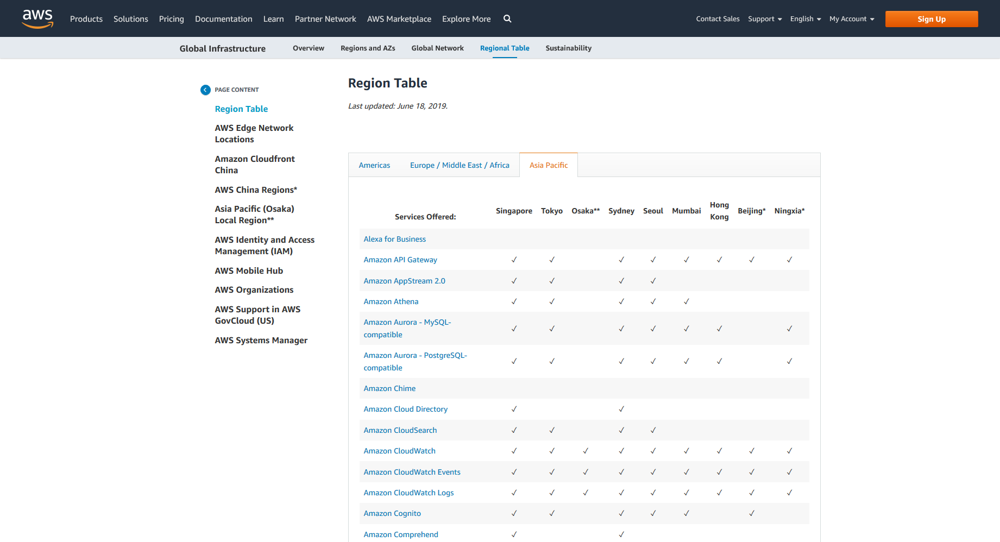 aws
Products Solutions Pricing Documentation Learn Partner Network AWS Marketplace Explore More
Contact Sales Support English My Account Sign Up
Global Infrastructure Overview Regions and AZs Global Network Regional Table Sustainability
PAGE CONTENT
Region Table
AWS Edge Network
Locations
Amazon Cloudfront
China
AWS China Regions*
Asia Pacific (Osaka)
Local Region**
AWS Identity and Access
Management (IAM)
AWS Mobile Hub
AWS Organizations
AWS Support in AWS
GovCloud (US)
AWS Systems Manager
Region Table
Last updated: June 18, 2019.
Americas Europe / Middle East / Africa Asia Pacific
Services Offered: Singapore Tokyo Osaka** Sydney Seoul Mumbai Hong Kong Beijing* Ningxia*
Alexa for Business
Amazon API Gateway ✓ ✓ ✓ ✓ ✓ ✓ ✓ ✓
Amazon AppStream 2.0 ✓ ✓ ✓ ✓
Amazon Athena ✓ ✓ ✓ ✓ ✓
Amazon Aurora - MySQL-
compatible ✓ ✓ ✓ ✓ ✓ ✓ ✓
Amazon Aurora - PostgreSQL-
compatible ✓ ✓ ✓ ✓ ✓ ✓ ✓
Amazon Chime
Amazon Cloud Directory ✓ ✓
Amazon CloudSearch ✓ ✓ ✓ ✓
Amazon CloudWatch ✓ ✓ ✓ ✓ ✓ ✓ ✓ ✓ ✓
Amazon CloudWatch Events ✓ ✓ ✓ ✓ ✓ ✓ ✓ ✓ ✓
Amazon CloudWatch Logs ✓ ✓ ✓ ✓ ✓ ✓ ✓ ✓ ✓
Amazon Cognito ✓ ✓ ✓ ✓ ✓ ✓
Amazon Comprehend ✓ ✓